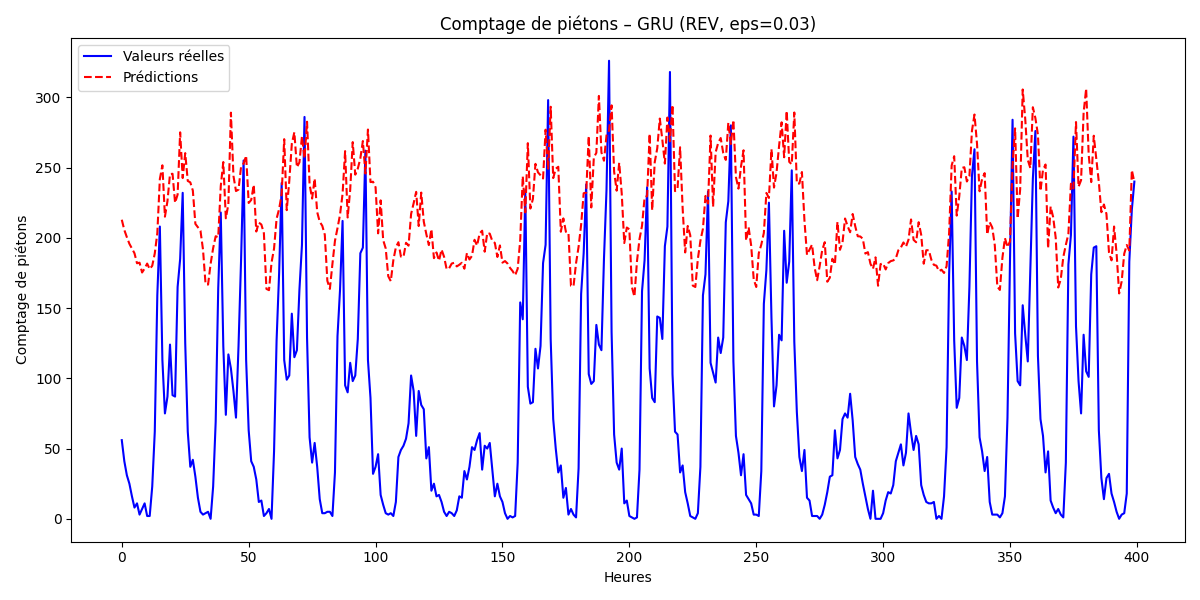 Comptage de piétons – GRU (REV, eps=0.03)
Valeurs réelles
Prédictions
Comptage de piétons
300
250
200
150
100
50
0
0 50 100 150 200 250 300 350 400
Heures